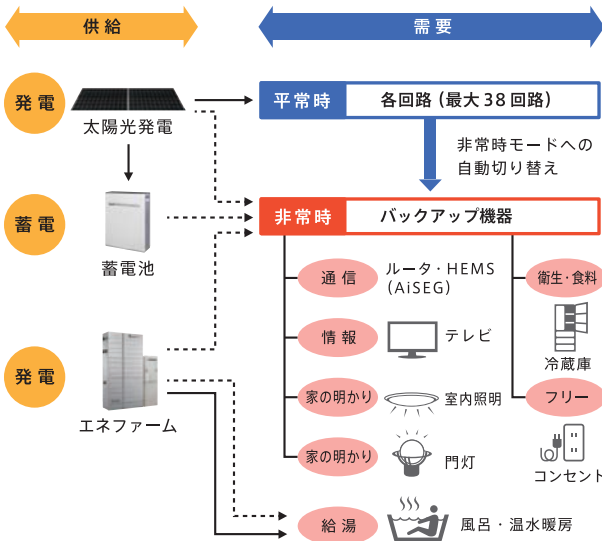 供給
需要
発電
太陽光発電
平常時
各回路(最大38回路)
非常時モードへの
自動切り替え
蓄電
蓄電池
非常時
バックアップ機器
通信
ルータ・HEMS
(AiSEG)
衛生・食料
冷蔵庫
情報
テレビ
発電
エネファーム
家の明かり
室内照明
フリー
コンセント
家の明かり
門灯
給湯
風呂・温水暖房